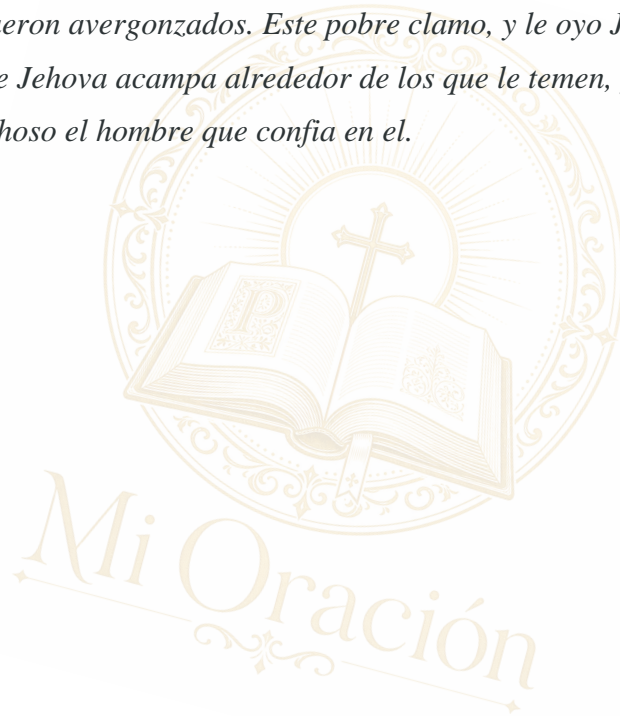 eron avergonzados. Este pobre clamo, y le oyo J
e Jehova acampa alrededor de los que le temen,
hoso el hombre que confia en el.
P
Mi Oración